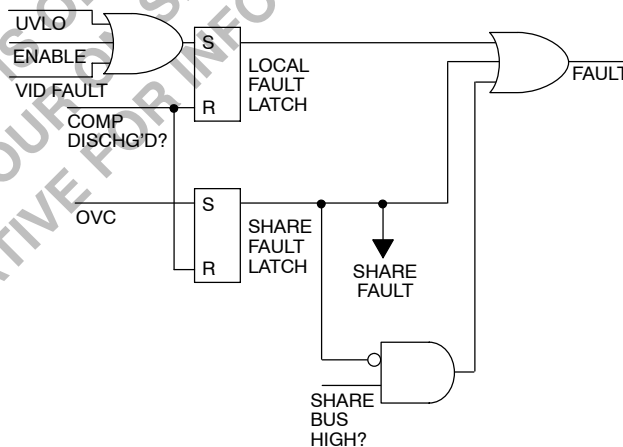 UVLO
ENABLE
VID FAULT
COMP
DISCHG'D?
S
R
LOCAL
FAULT
LATCH
FAULT
OVC
S
R
SHARE
FAULT
LATCH
SHARE
FAULT
SHARE
BUS
HIGH?